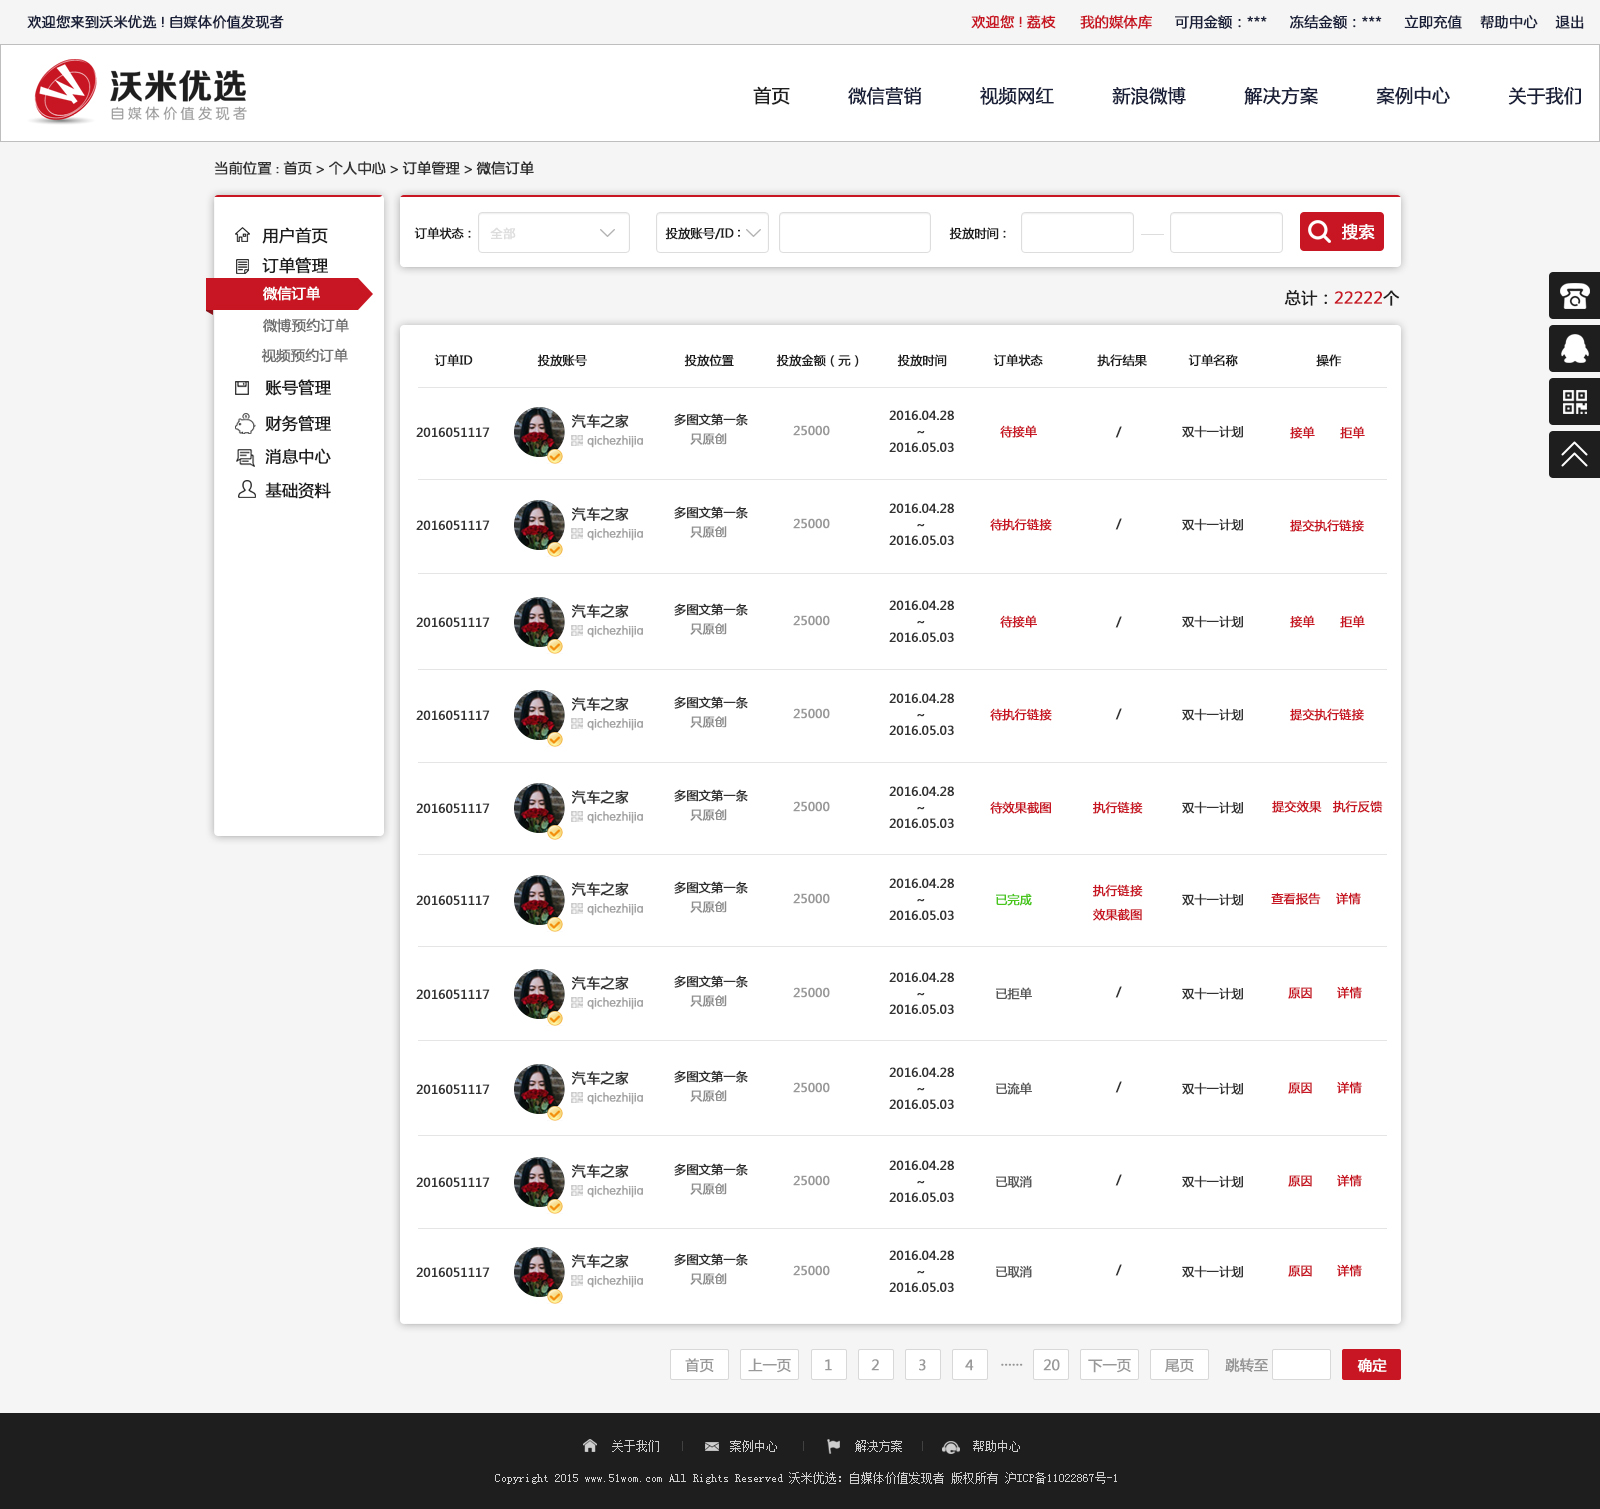 欢迎您来到沃米优选 ! 自媒体价值发现者 欢迎您 ! 荔枝 我的媒体库 可用金额：*** 冻结金额：*** 立即充值 帮助中心 退出
沃米优选
自媒体价值发现者
首页 微信营销 视频网红 新浪微博 解决方案 案例中心 关于我们
当前位置 : 首页 > 个人中心 > 订单管理 > 微信订单
用户首页
订单管理
微信订单
微博预约订单
视频预约订单
账号管理
财务管理
消息中心
基础资料
订单状态： 全部 投放账号/ID： 投放时间： 搜索
总计：22222个
订单ID 投放账号 投放位置 投放金额（元） 投放时间 订单状态 执行结果 订单名称 操作
2016051117 汽车之家 qichezhijia 多图文第一条 只原创 25000 2016.04.28 ~ 2016.05.03 待接单 / 双十一计划 接单 拒单
2016051117 汽车之家 qichezhijia 多图文第一条 只原创 25000 2016.04.28 ~ 2016.05.03 待执行链接 / 双十一计划 提交执行链接
2016051117 汽车之家 qichezhijia 多图文第一条 只原创 25000 2016.04.28 ~ 2016.05.03 待接单 / 双十一计划 接单 拒单
2016051117 汽车之家 qichezhijia 多图文第一条 只原创 25000 2016.04.28 ~ 2016.05.03 待执行链接 / 双十一计划 提交执行链接
2016051117 汽车之家 qichezhijia 多图文第一条 只原创 25000 2016.04.28 ~ 2016.05.03 待效果截图 执行链接 双十一计划 提交效果 执行反馈
2016051117 汽车之家 qichezhijia 多图文第一条 只原创 25000 2016.04.28 ~ 2016.05.03 已完成 执行链接 效果截图 双十一计划 查看报告 详情
2016051117 汽车之家 qichezhijia 多图文第一条 只原创 25000 2016.04.28 ~ 2016.05.03 已拒单 / 双十一计划 原因 详情
2016051117 汽车之家 qichezhijia 多图文第一条 只原创 25000 2016.04.28 ~ 2016.05.03 已流单 / 双十一计划 原因 详情
2016051117 汽车之家 qichezhijia 多图文第一条 只原创 25000 2016.04.28 ~ 2016.05.03 已取消 / 双十一计划 原因 详情
2016051117 汽车之家 qichezhijia 多图文第一条 只原创 25000 2016.04.28 ~ 2016.05.03 已取消 / 双十一计划 原因 详情
首页 上一页 1 2 3 4 ······ 20 下一页 尾页 跳转至 确定
关于我们 | 案例中心 | 解决方案 | 帮助中心
Copyright 2015 www.51wom.com All Rights Reserved 沃米优选：自媒体价值发现者 版权所有 沪ICP备11022867号-1